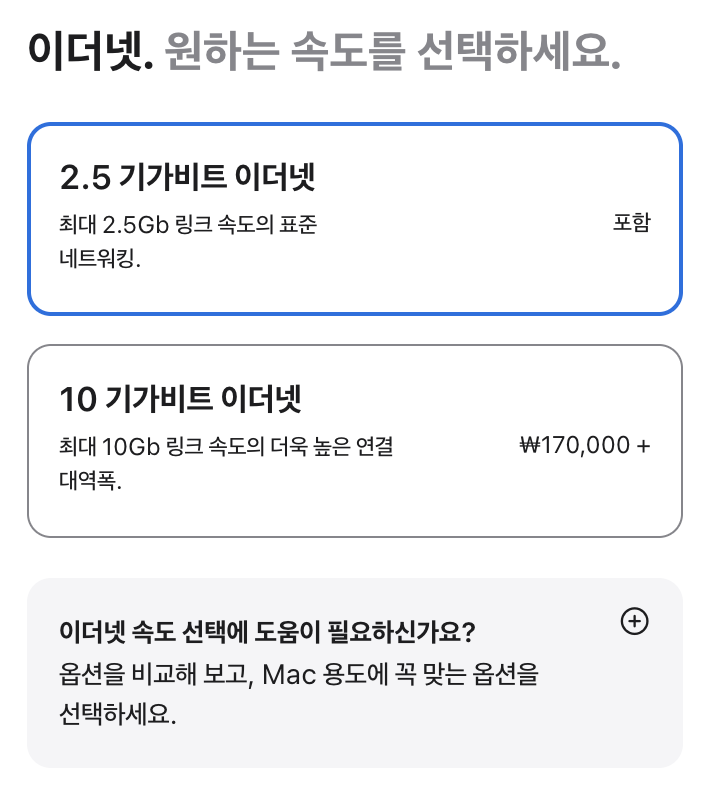 이더넷. 원하는 속도를 선택하세요.
2.5 기가비트 이더넷
최대 2.5Gb 링크 속도의 표준
네트워킹.
포함
10 기가비트 이더넷
최대 10Gb 링크 속도의 더욱 높은 연결
대역폭.
₩170,000 +
이더넷 속도 선택에 도움이 필요하신가요?
옵션을 비교해 보고, Mac 용도에 꼭 맞는 옵션을
선택하세요.